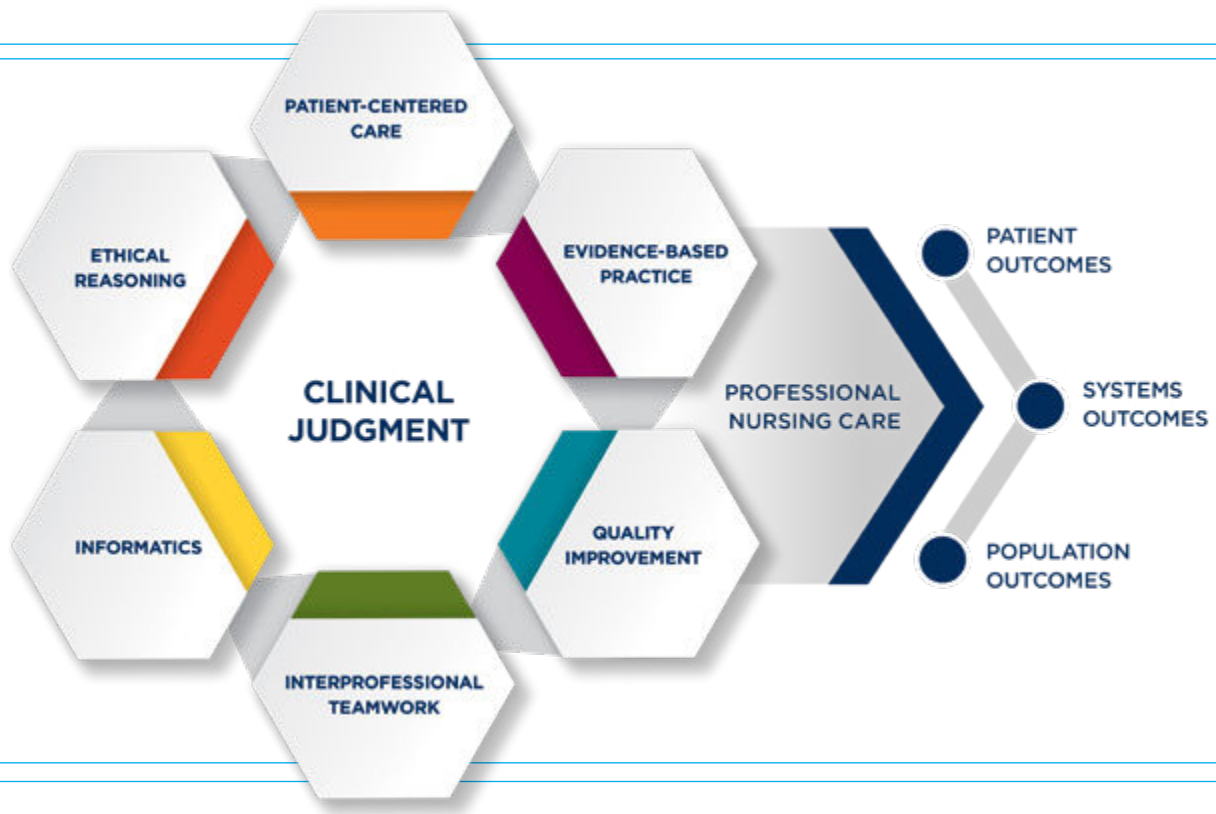 PATIENT-CENTERED
CARE
ETHICAL
REASONING
EVIDENCE-BASED
PRACTICE
CLINICAL
JUDGMENT
INFORMATICS
QUALITY
IMPROVEMENT
INTERPROFESSIONAL
TEAMWORK
PROFESSIONAL
NURSING CARE
PATIENT
OUTCOMES
SYSTEMS
OUTCOMES
POPULATION
OUTCOMES